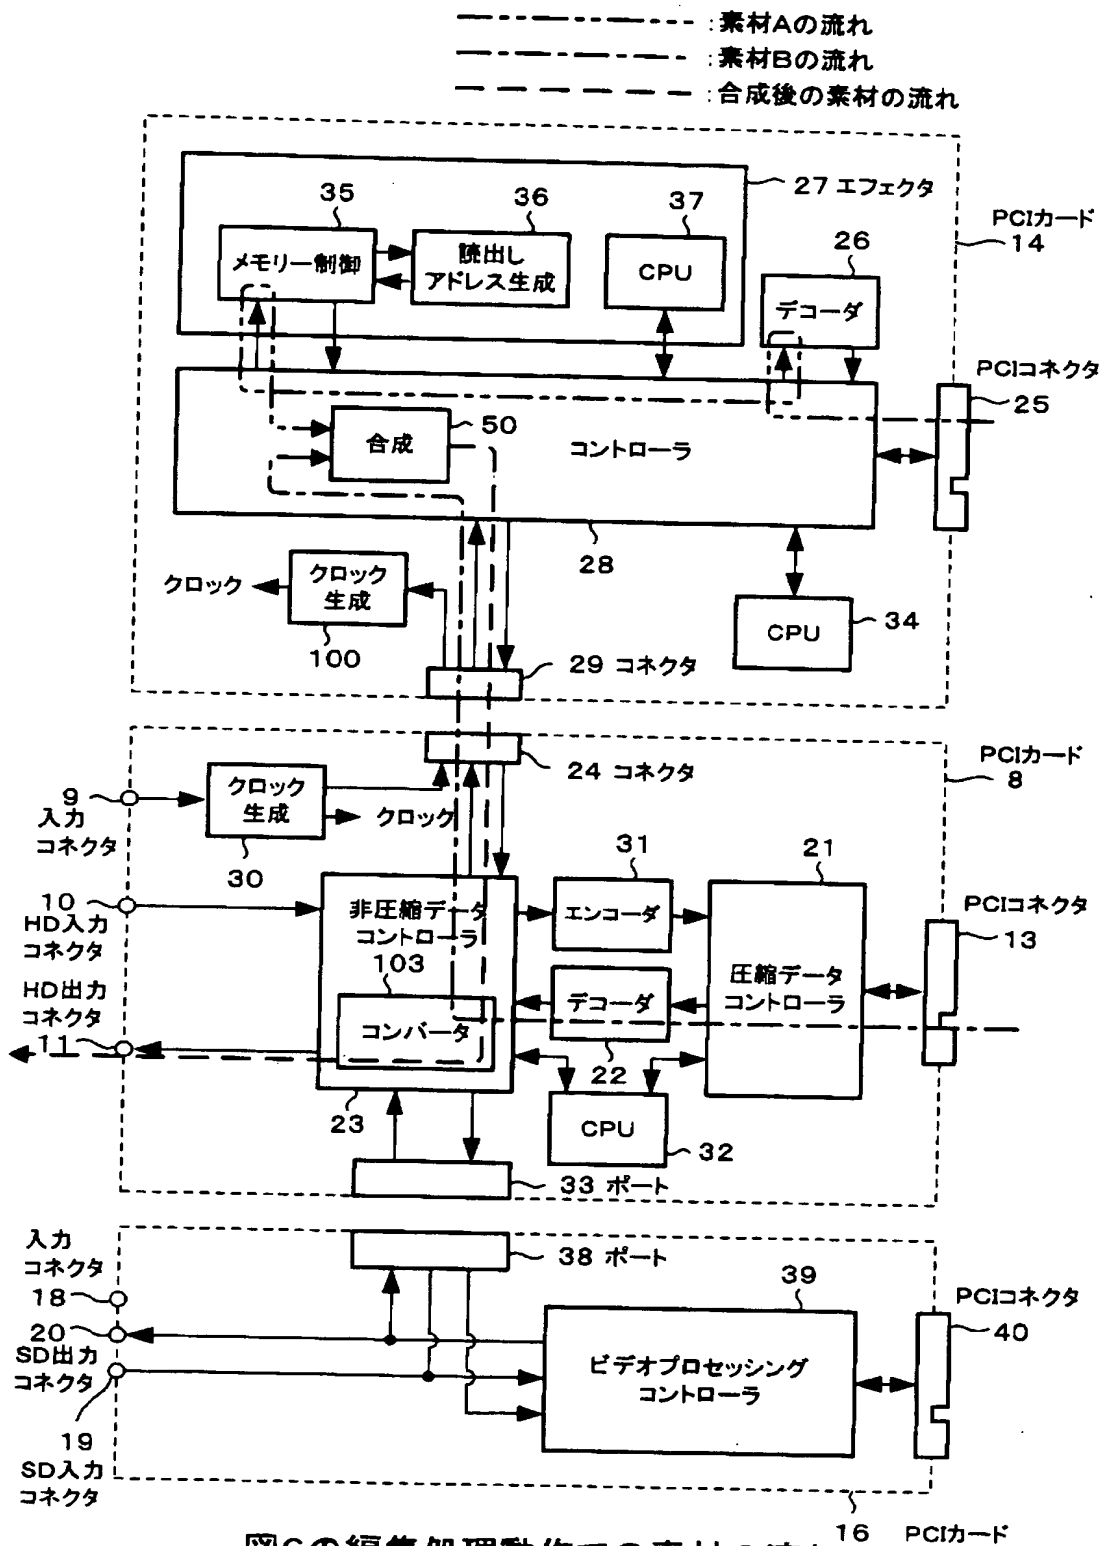 :素材Aの流れ
:素材Bの流れ
:合成後の素材の流れ
27 エフェクタ
PCIカード
14
35
36
37
26
メモリー制御
読出し
アドレス生成
CPU
デコーダ
PCIコネクタ
25
50
合成
コントローラ
28
クロック
クロック
生成
100
CPU
34
29 コネクタ
24 コネクタ
PCIカード
8
9
入力
コネクタ
クロック
生成
クロック
30
31
21
10
HD入力
コネクタ
非圧縮データ
コントローラ
エンコーダ
PCIコネクタ
13
103
圧縮データ
コントローラ
HD出力
コネクタ
11
コンバータ
デコーダ
22
23
CPU
32
33 ポート
入力
コネクタ
38 ポート
18
39
PCIコネクタ
40
20
SD出力
コネクタ
ビデオプロセッシング
コントローラ
19
SD入力
コネクタ
16 PCIカード